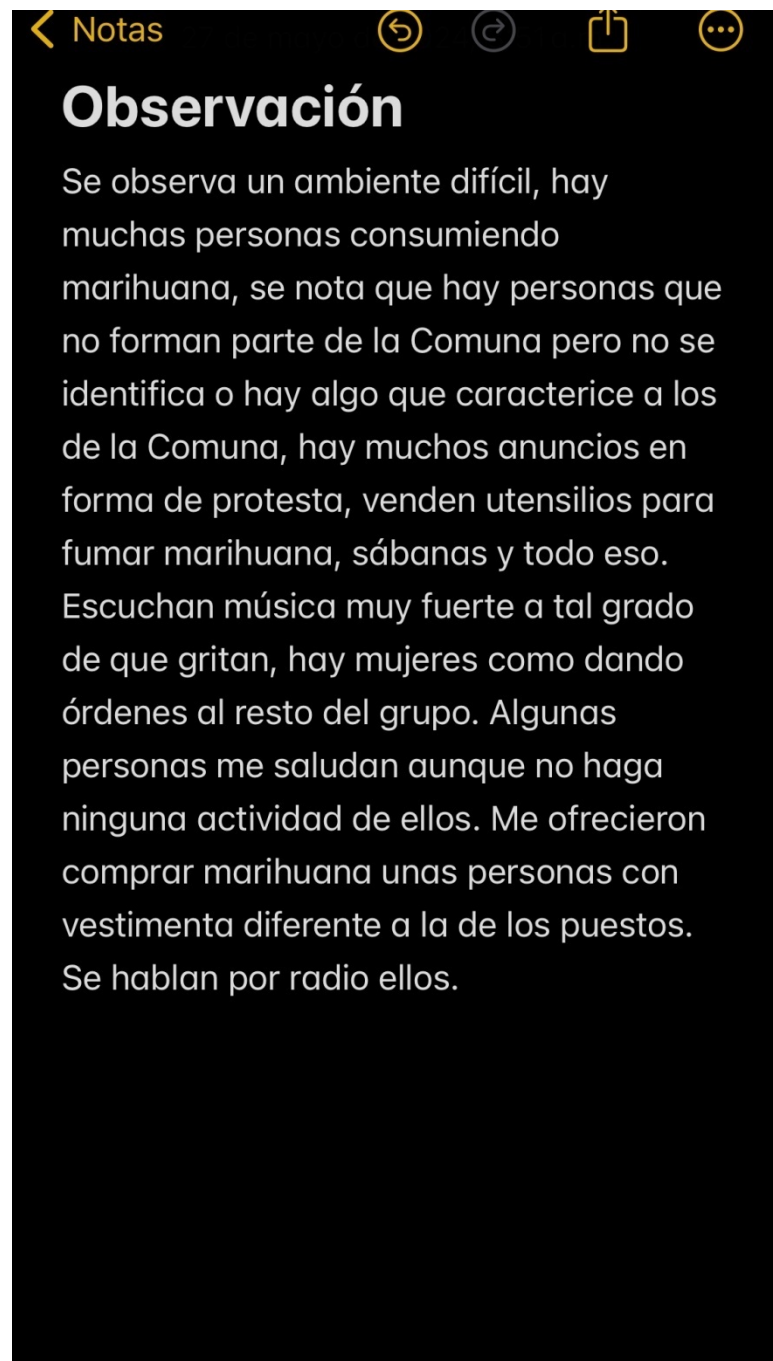 Notas
Observación
Se observa un ambiente difícil, hay
muchas personas consumiendo
marihuana, se nota que hay personas que
no forman parte de la Comuna pero no se
identifica o hay algo que caracterice a los
de la Comuna, hay muchos anuncios en
forma de protesta, venden utensilios para
fumar marihuana, sábanas y todo eso.
Escuchan música muy fuerte a tal grado
de que gritan, hay mujeres como dando
órdenes al resto del grupo. Algunas
personas me saludan aunque no haga
ninguna actividad de ellos. Me ofrecieron
comprar marihuana unas personas con
vestimenta diferente a la de los puestos.
Se hablan por radio ellos.